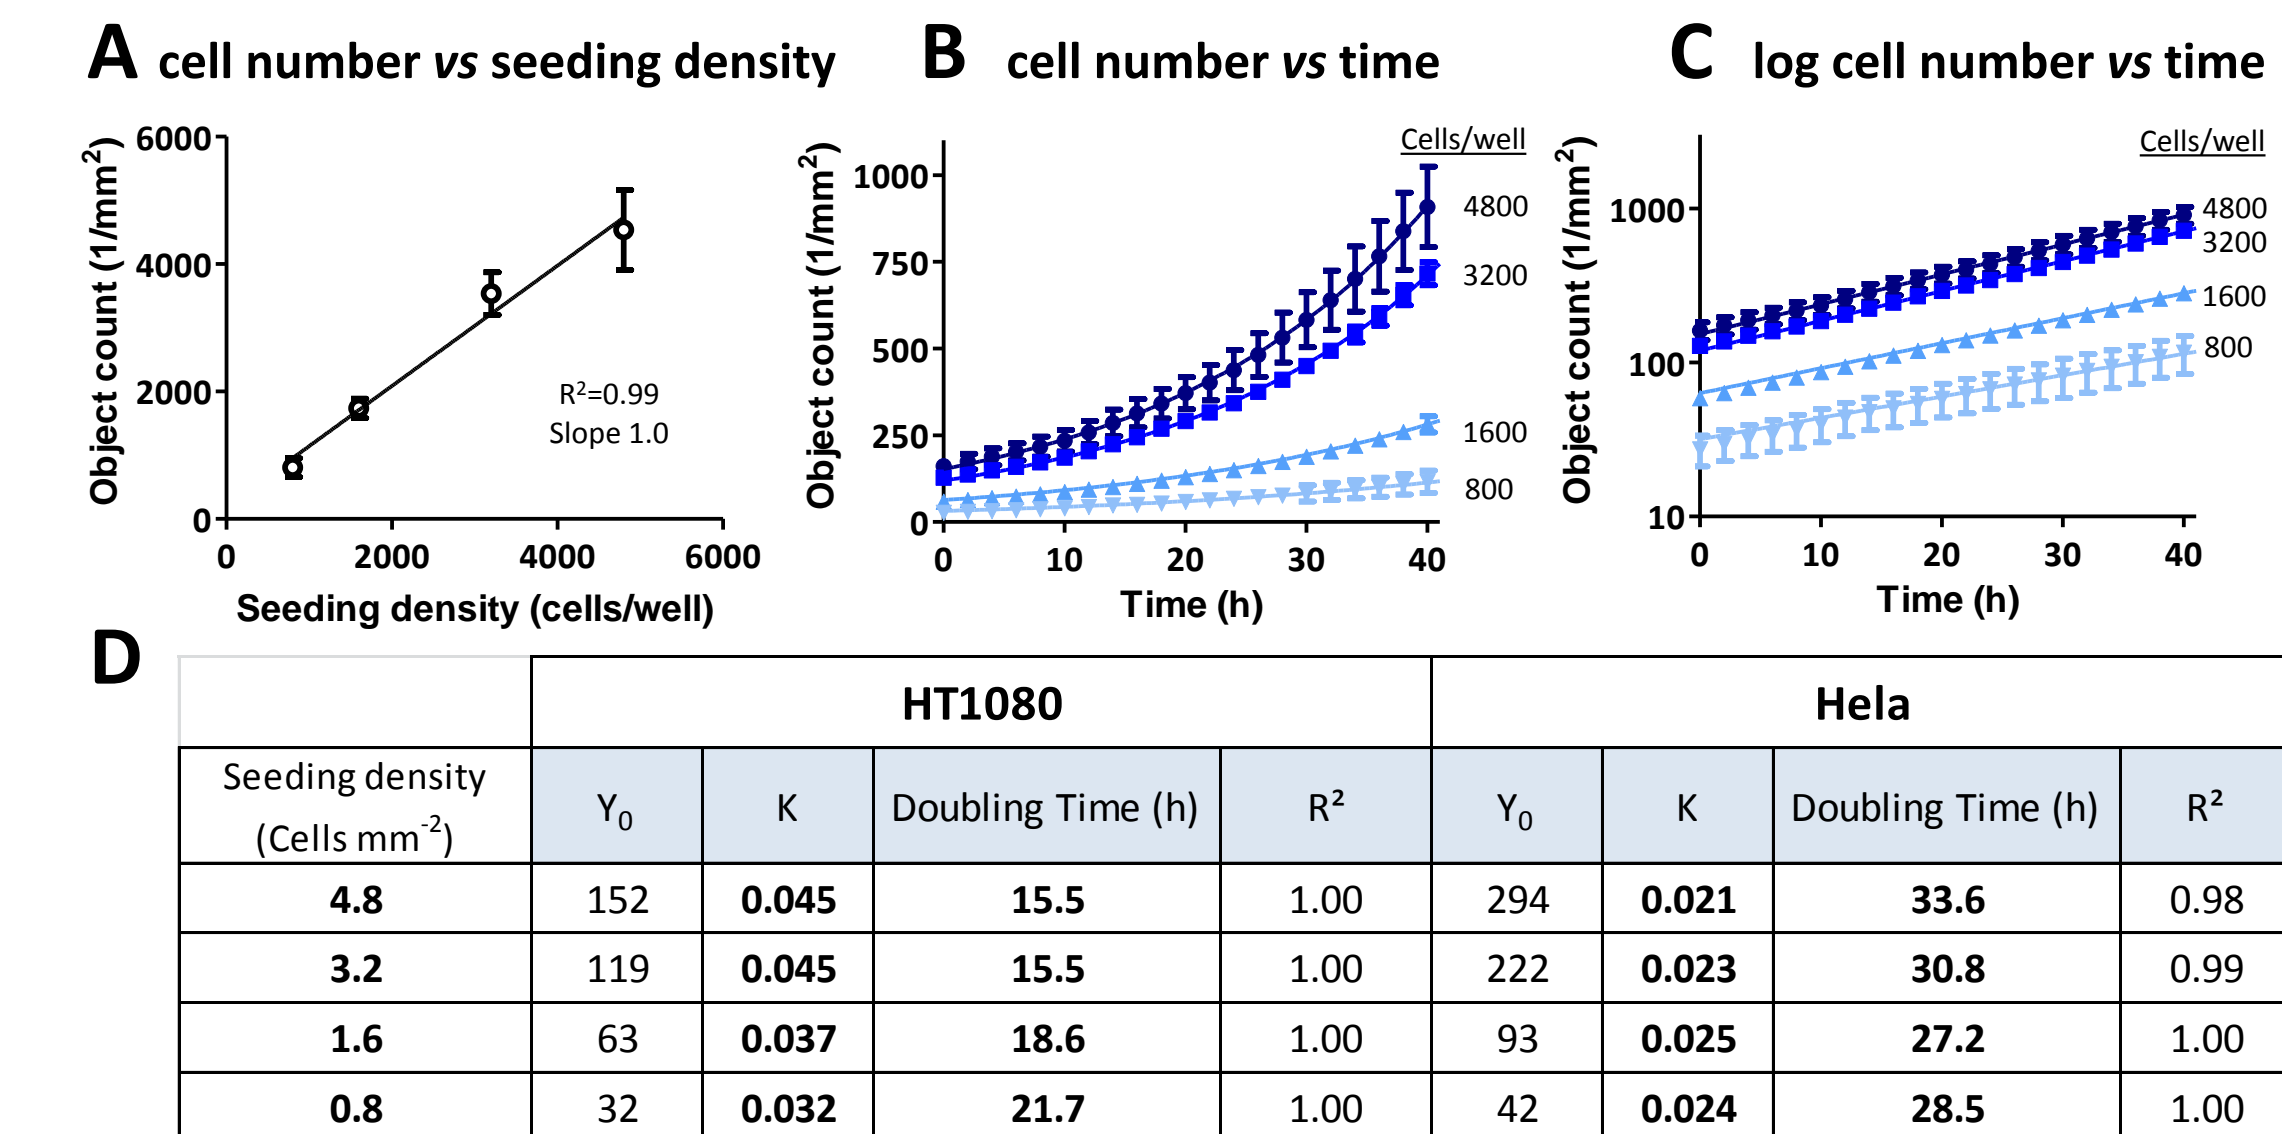 A cell number vs seeding density
Object count (1/mm²)
6000
4000
2000
0
0 2000 4000 6000
R²=0.99
Slope 1.0
Seeding density (cells/well)
B cell number vs time
Object count (1/mm²)
1000
750
500
250
0
0 10 20 30 40
Time (h)
Cells/well
4800
3200
1600
800
C log cell number vs time
Object count (1/mm²)
1000
100
10
0 10 20 30 40
Time (h)
Cells/well
4800
3200
1600
800
D
HT1080 Hela
Seeding density
(Cells mm⁻²)
Y₀ K Doubling Time (h) R² Y₀ K Doubling Time (h) R²
4.8 152 0.045 15.5 1.00 294 0.021 33.6 0.98
3.2 119 0.045 15.5 1.00 222 0.023 30.8 0.99
1.6 63 0.037 18.6 1.00 93 0.025 27.2 1.00
0.8 32 0.032 21.7 1.00 42 0.024 28.5 1.00